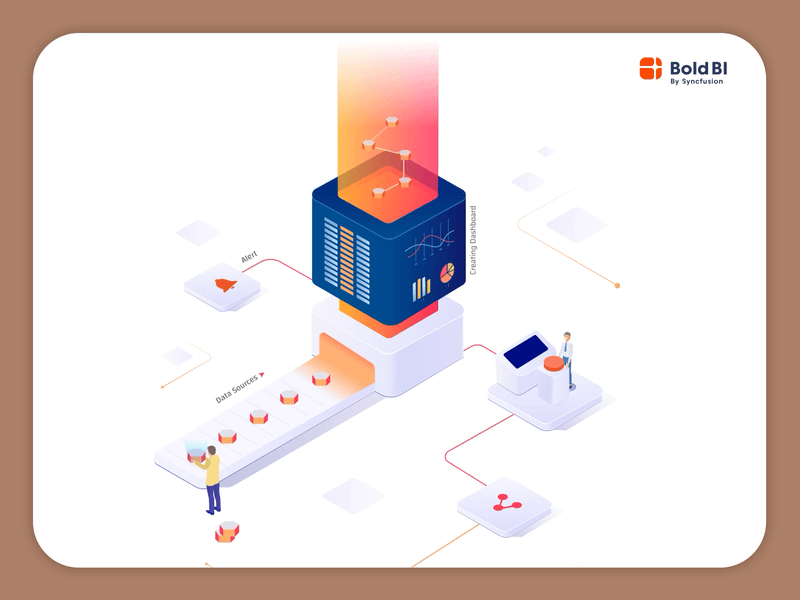 Bold BI
By Syncfusion
Creating Dashboard
Alert
Data Sources